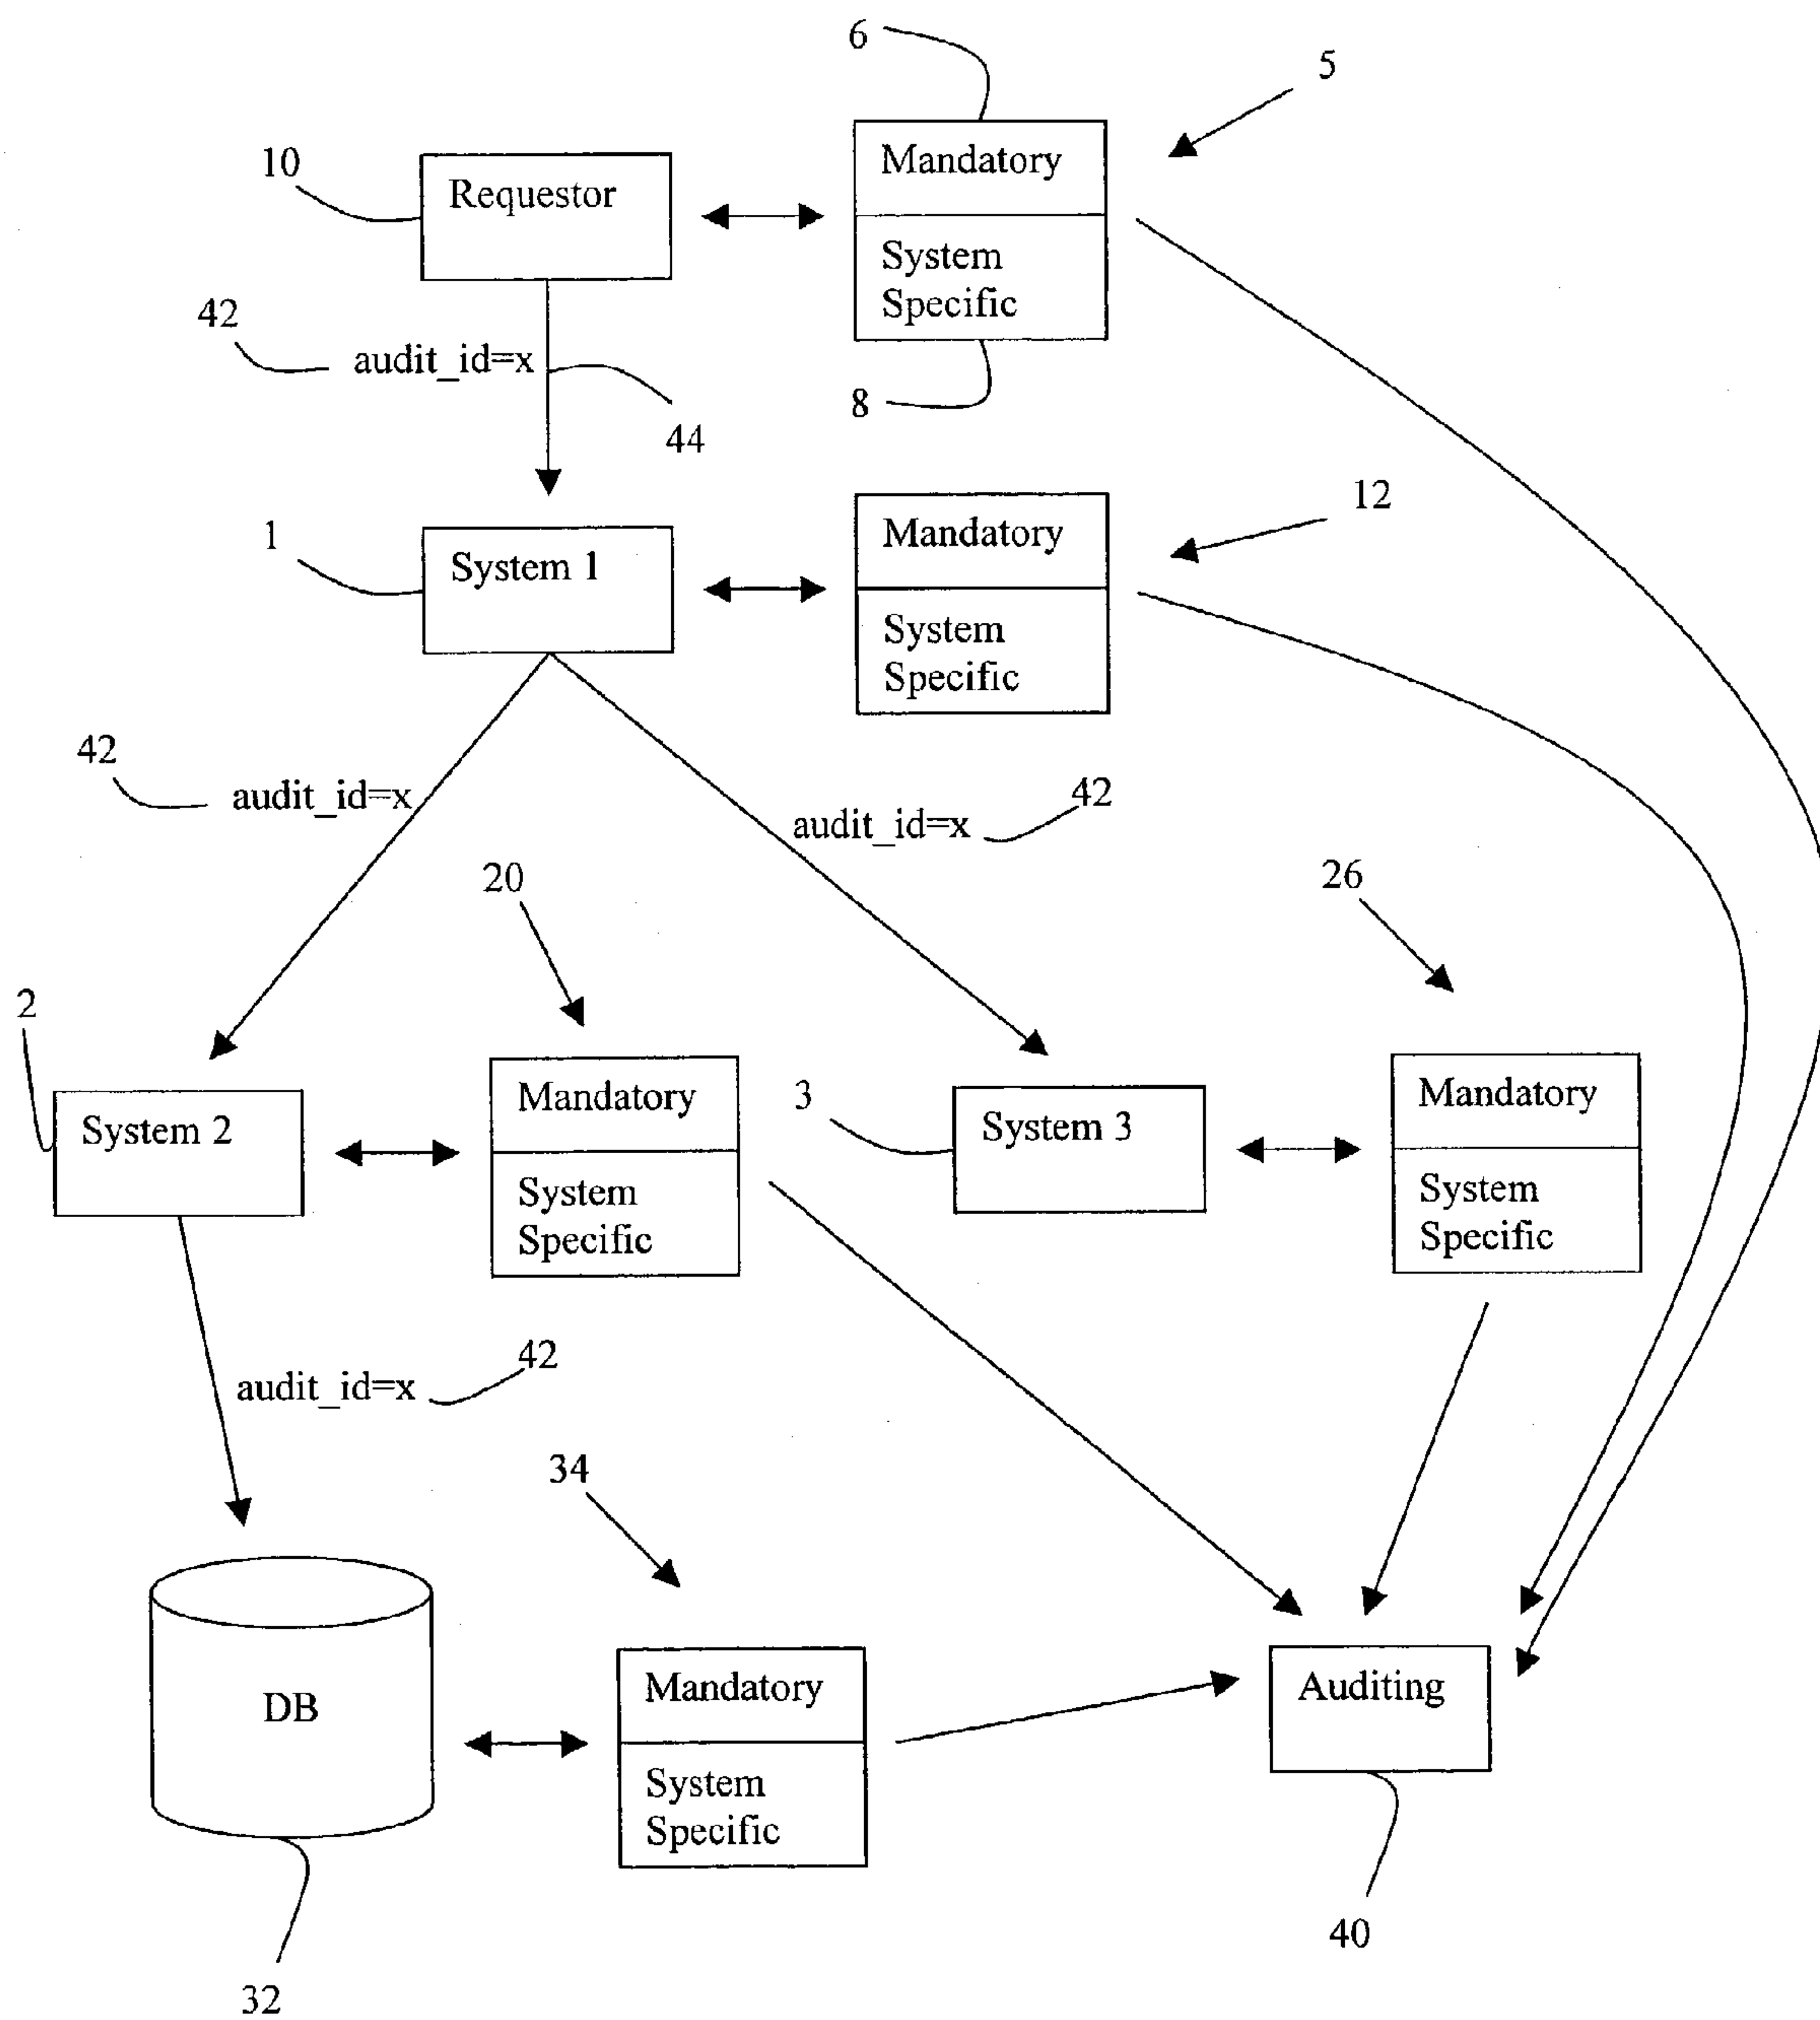 6
5
10
Requestor
Mandatory
System
Specific
42
audit_id=x
8
44
12
1
System 1
Mandatory
System
Specific
42
audit_id=x
42
audit_id=x
20
26
2
System 2
Mandatory
System
Specific
3
System 3
Mandatory
System
Specific
42
audit_id=x
34
DB
Mandatory
System
Specific
Auditing
40
32